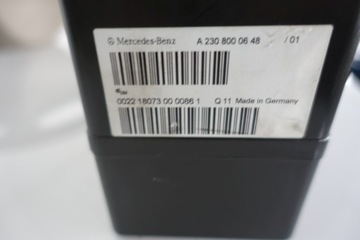 Mercedes-Benz A 230 800 06 48 / 01
0022 18073 00 0086 1 Q 11 Made in Germany